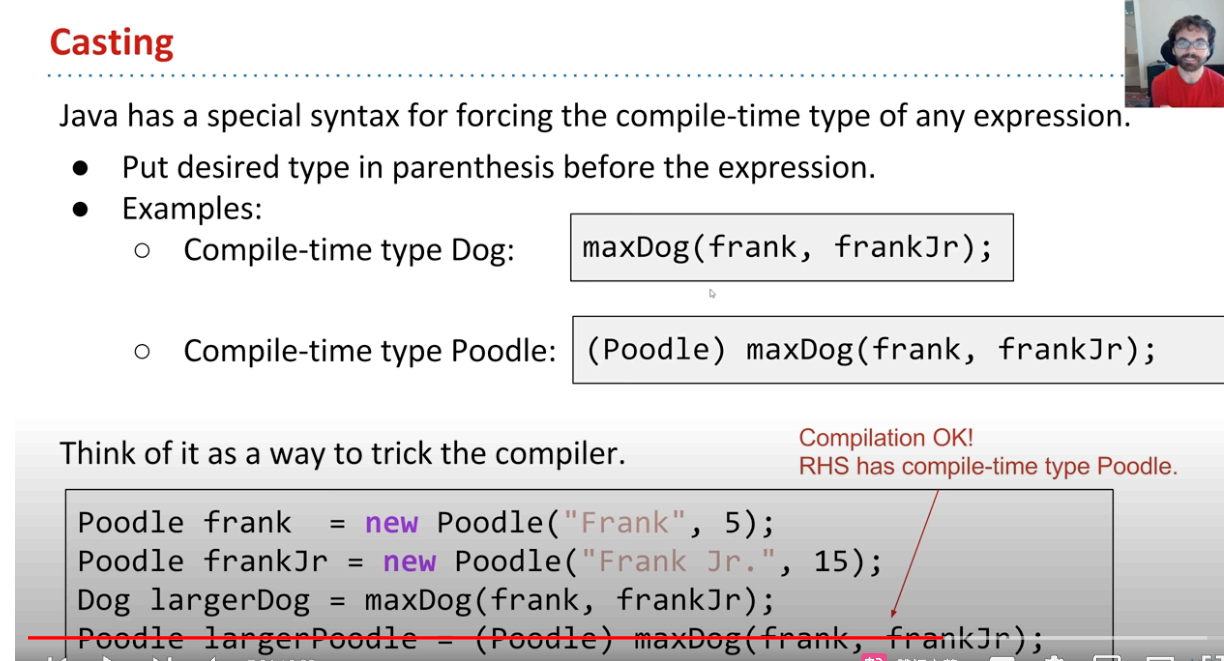 Casting
Java has a special syntax for forcing the compile-time type of any expression.
● Put desired type in parenthesis before the expression.
● Examples:
○ Compile-time type Dog:
maxDog(frank, frankJr);
○ Compile-time type Poodle:
(Poodle) maxDog(frank, frankJr);
Think of it as a way to trick the compiler.
Compilation OK!
RHS has compile-time type Poodle.
Poodle frank = new Poodle("Frank", 5);
Poodle frankJr = new Poodle("Frank Jr.", 15);
Dog largerDog = maxDog(frank, frankJr);
Poodle largerPoodle = (Poodle) maxDog(frank, frankJr);